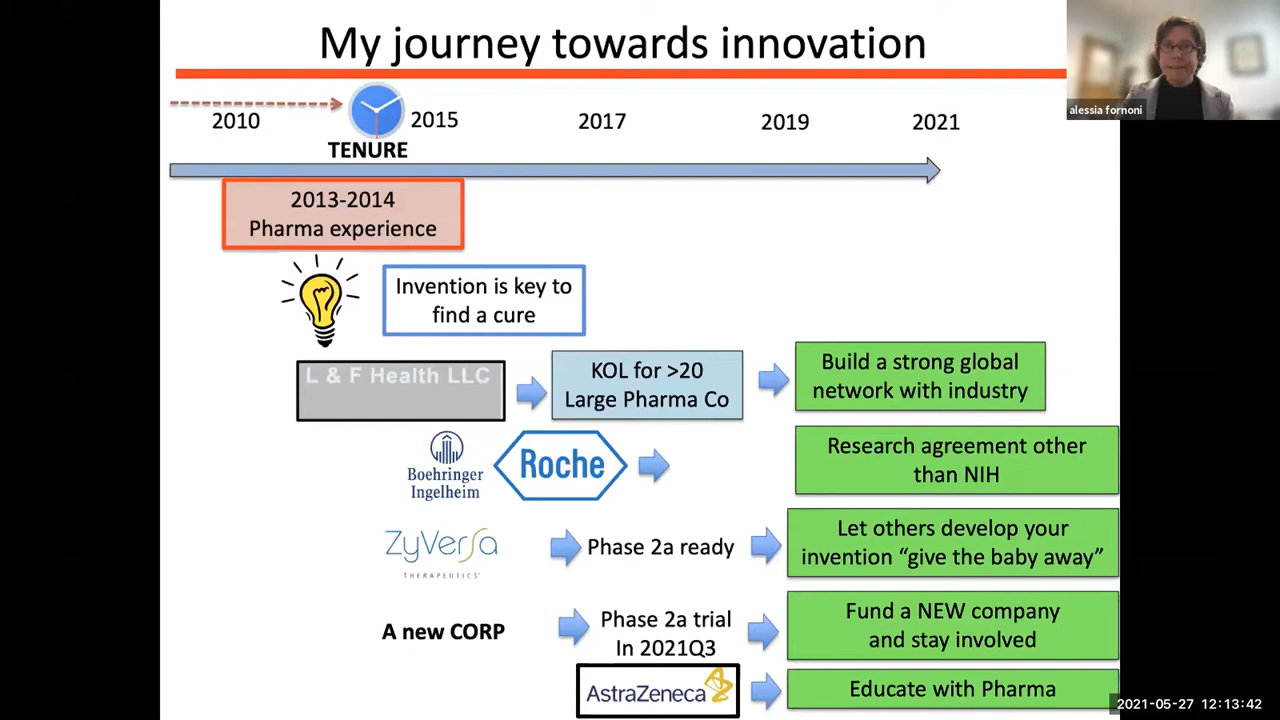 My journey towards innovation
alessia fornoni
2010
2015
2017
2019
2021
TENURE
2013-2014
Pharma experience
Invention is key to
find a cure
L & F Health LLC
KOL for >20
Large Pharma Co
Build a strong global
network with industry
Boehringer
Ingelheim
Roche
Research agreement other
than NIH
ZyVersa
THERAPEUTICS
Phase 2a ready
Let others develop your
invention “give the baby away”
A new CORP
Phase 2a trial
In 2021Q3
Fund a NEW company
and stay involved
AstraZeneca
Educate with Pharma
2021-05-27 12:13:42